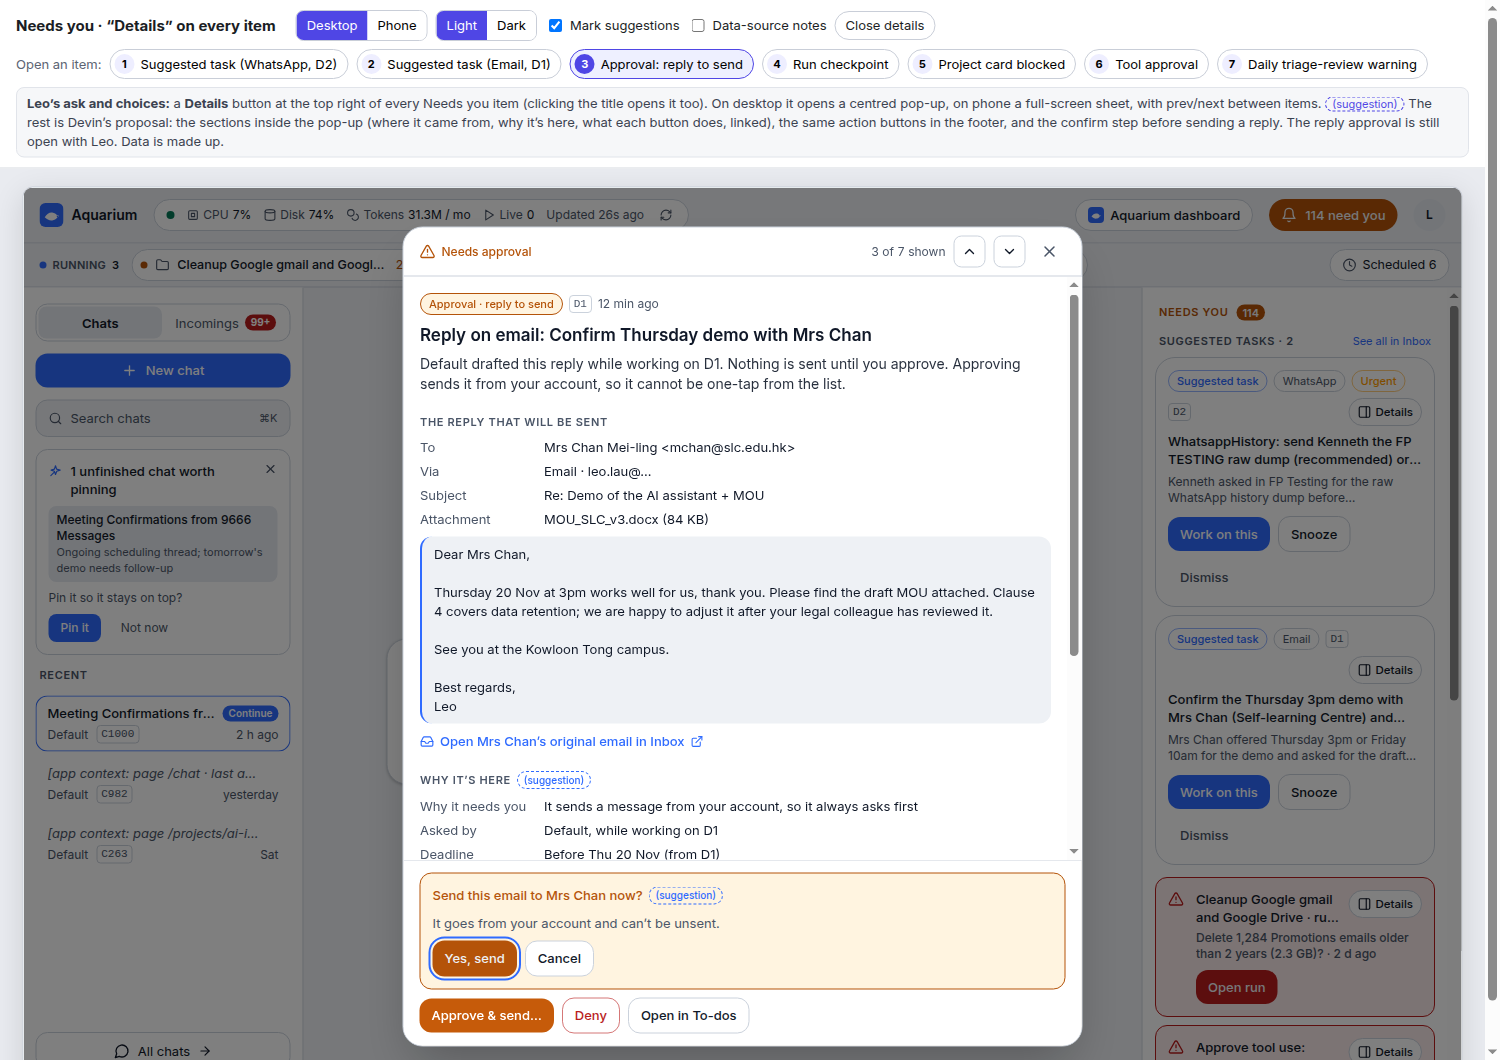 Needs you · “Details” on every item
Desktop
Phone
Light
Dark
Mark suggestions
Data-source notes
Close details
Open an item:
1 Suggested task (WhatsApp, D2)
2 Suggested task (Email, D1)
3 Approval: reply to send
4 Run checkpoint
5 Project card blocked
6 Tool approval
7 Daily triage-review warning
Leo’s ask and choices: a Details button at the top right of every Needs you item (clicking the title opens it too). On desktop it opens a centred pop-up, on phone a full-screen sheet, with prev/next between items. (suggestion) The
rest is Devin’s proposal: the sections inside the pop-up (where it came from, why it’s here, what each button does, linked), the same action buttons in the footer, and the confirm step before sending a reply. The reply approval is still
open with Leo. Data is made up.
Aquarium
CPU 7%
Disk 74%
Tokens 31.3M / mo
Live 0
Updated 26s ago
Aquarium dashboard
114 need you
L
RUNNING 3
Cleanup Google gmail and Googl...
2
Scheduled 6
Chats
Incomings 99+
New chat
Search chats
⌘K
1 unfinished chat worth
pinning
Meeting Confirmations from 9666
Messages
Ongoing scheduling thread; tomorrow's
demo needs follow-up
Pin it so it stays on top?
Pin it
Not now
RECENT
Meeting Confirmations fr...
Continue
Default C1000
2 h ago
[app context: page /chat · last a...
Default C982
yesterday
[app context: page /projects/ai-i...
Default C263
Sat
All chats
Needs approval
3 of 7 shown
Approval · reply to send
D1
12 min ago
Reply on email: Confirm Thursday demo with Mrs Chan
Default drafted this reply while working on D1. Nothing is sent until you approve. Approving
sends it from your account, so it cannot be one-tap from the list.
THE REPLY THAT WILL BE SENT
To Mrs Chan Mei-ling <mchan@slc.edu.hk>
Via Email · leo.lau@...
Subject Re: Demo of the AI assistant + MOU
Attachment MOU_SLC_v3.docx (84 KB)
Dear Mrs Chan,
Thursday 20 Nov at 3pm works well for us, thank you. Please find the draft MOU attached. Clause
4 covers data retention; we are happy to adjust it after your legal colleague has reviewed it.
See you at the Kowloon Tong campus.
Best regards,
Leo
Open Mrs Chan’s original email in Inbox
WHY IT’S HERE (suggestion)
Why it needs you It sends a message from your account, so it always asks first
Asked by Default, while working on D1
Deadline Before Thu 20 Nov (from D1)
Send this email to Mrs Chan now? (suggestion)
It goes from your account and can’t be unsent.
Yes, send
Cancel
Approve & send...
Deny
Open in To-dos
NEEDS YOU 114
SUGGESTED TASKS · 2
See all in Inbox
Suggested task
WhatsApp
Urgent
D2
Details
WhatsappHistory: send Kenneth the FP
TESTING raw dump (recommended) or...
Kenneth asked in FP Testing for the raw
WhatsApp history dump before...
Work on this
Snooze
Dismiss
Suggested task
Email
D1
Details
Confirm the Thursday 3pm demo with
Mrs Chan (Self-learning Centre) and...
Mrs Chan offered Thursday 3pm or Friday
10am for the demo and asked for the draft...
Work on this
Snooze
Dismiss
Cleanup Google gmail
and Google Drive · ru...
Details
Delete 1,284 Promotions emails older
than 2 years (2.3 GB)? · 2 d ago
Open run
Approve tool use:
Details